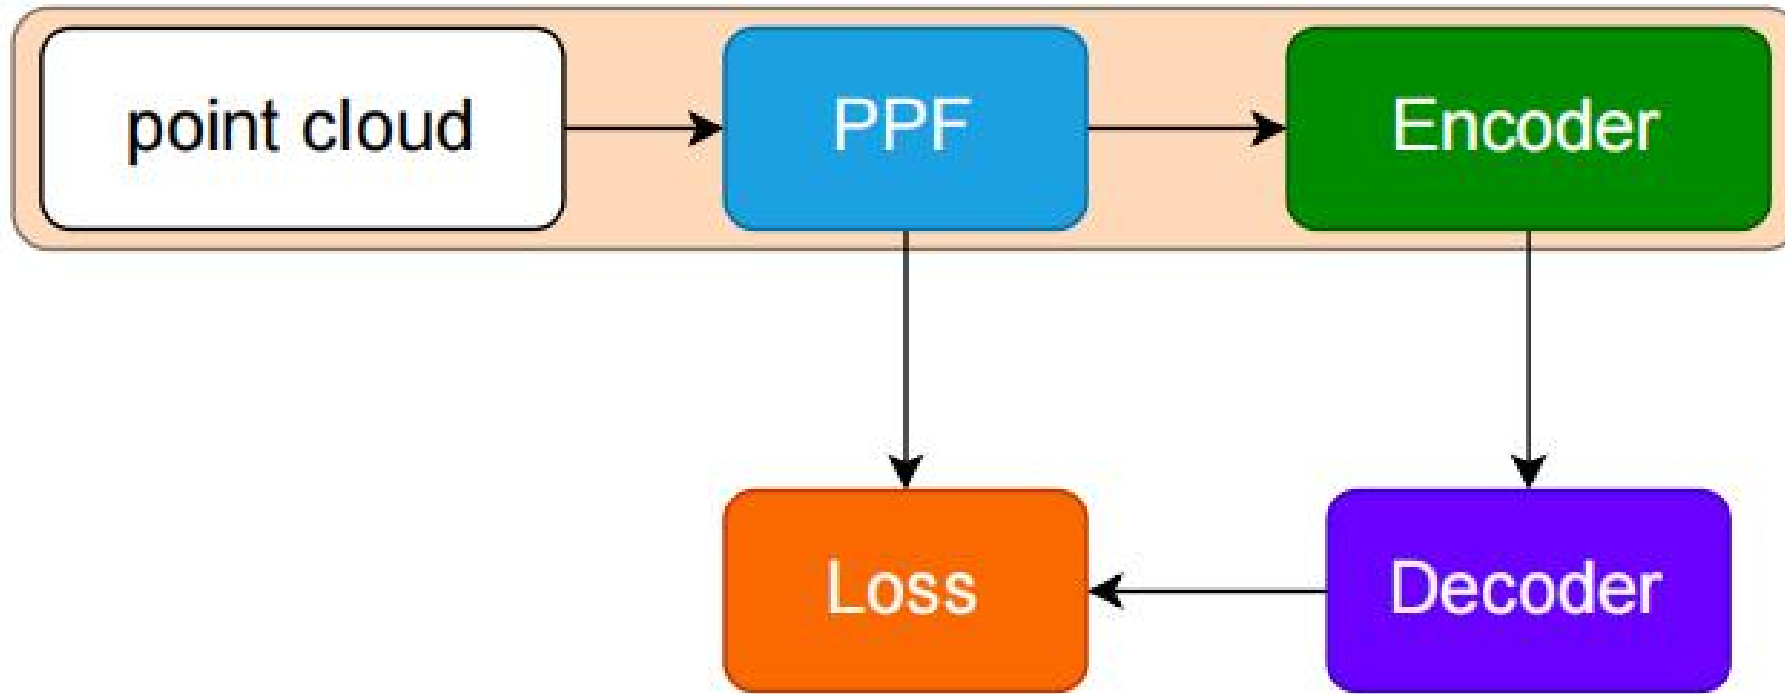 point cloud
PPF
Encoder
Loss
Decoder